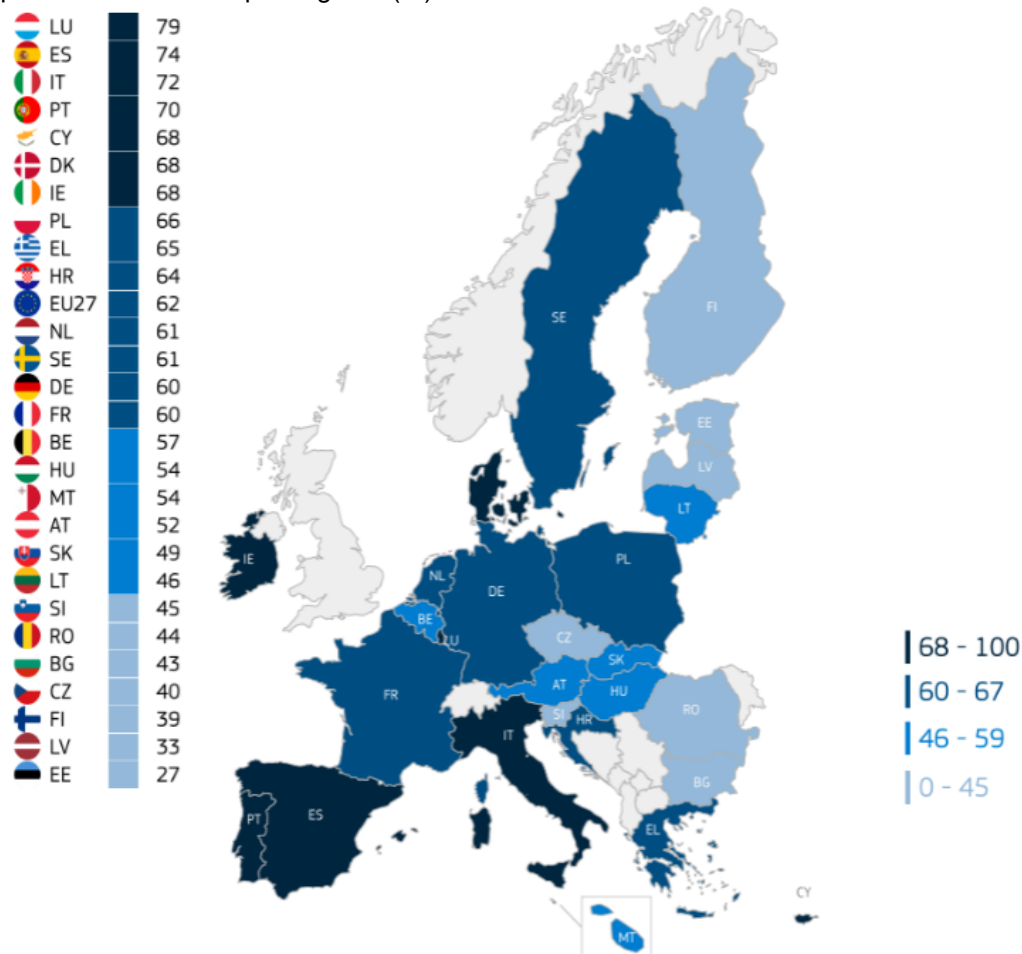 LU 79
ES 74
IT 72
PT 70
CY 68
DK 68
IE 68
PL 66
EL 65
HR 64
EU27 62
NL 61
SE 61
DE 60
FR 60
BE 57
HU 54
MT 54
AT 52
SK 49
LT 46
SI 45
RO 44
BG 43
CZ 40
FI 39
LV 33
EE 27
SE
FI
EE
LV
LT
IE
NL
PL
DE
BE
LU
CZ
SK
AT
HU
FR
SI
HR
RO
IT
BG
PT
ES
EL
CY
MT
68 - 100
60 - 67
46 - 59
0 - 45